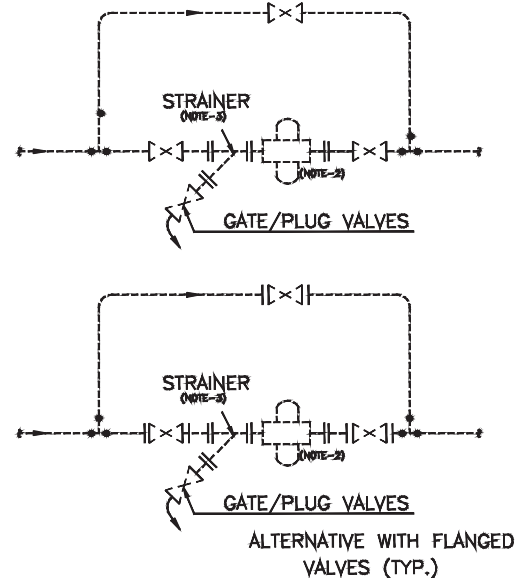 STRAINER
(NOTE-3)
(NOTE-2)
GATE/PLUG VALVES
STRAINER
(NOTE-3)
(NOTE-2)
GATE/PLUG VALVES
ALTERNATIVE WITH FLANGED
VALVES (TYP.)